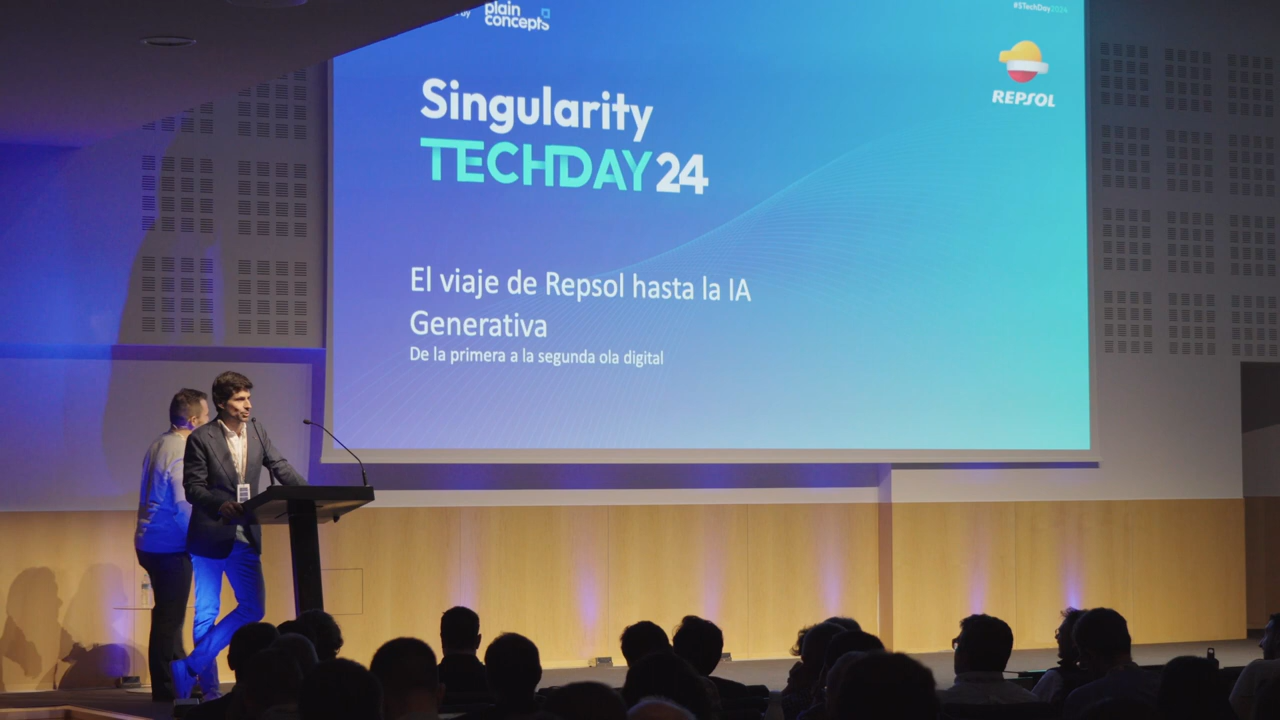 by
plain
concepts
#STechDay2024
REPSOL
Singularity
TECHDAY24
El viaje de Repsol hasta la IA
Generativa
De la primera a la segunda ola digital